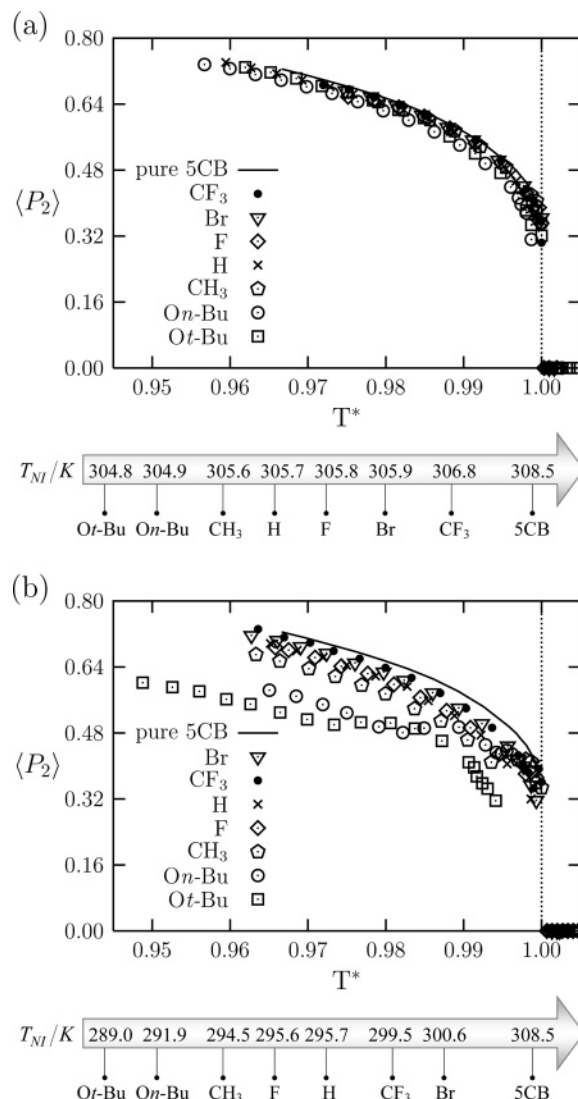 (a)
0.80
0.64
pure 5CB
0.48
CF₃
⟨P₂⟩
Br
0.32
F
H
0.16
CH₃
On-Bu
Ot-Bu
0.00
0.95 0.96 0.97 0.98 0.99 1.00
T*
T_NI/K 304.8 304.9 305.6 305.7 305.8 305.9 306.8 308.5
Ot-Bu On-Bu CH₃ H F Br CF₃ 5CB
(b)
0.80
0.64
0.48
pure 5CB
⟨P₂⟩
Br
CF₃
0.32
H
F
0.16
CH₃
On-Bu
Ot-Bu
0.00
0.95 0.96 0.97 0.98 0.99 1.00
T*
T_NI/K 289.0 291.9 294.5 295.6 295.7 299.5 300.6 308.5
Ot-Bu On-Bu CH₃ F H CF₃ Br 5CB